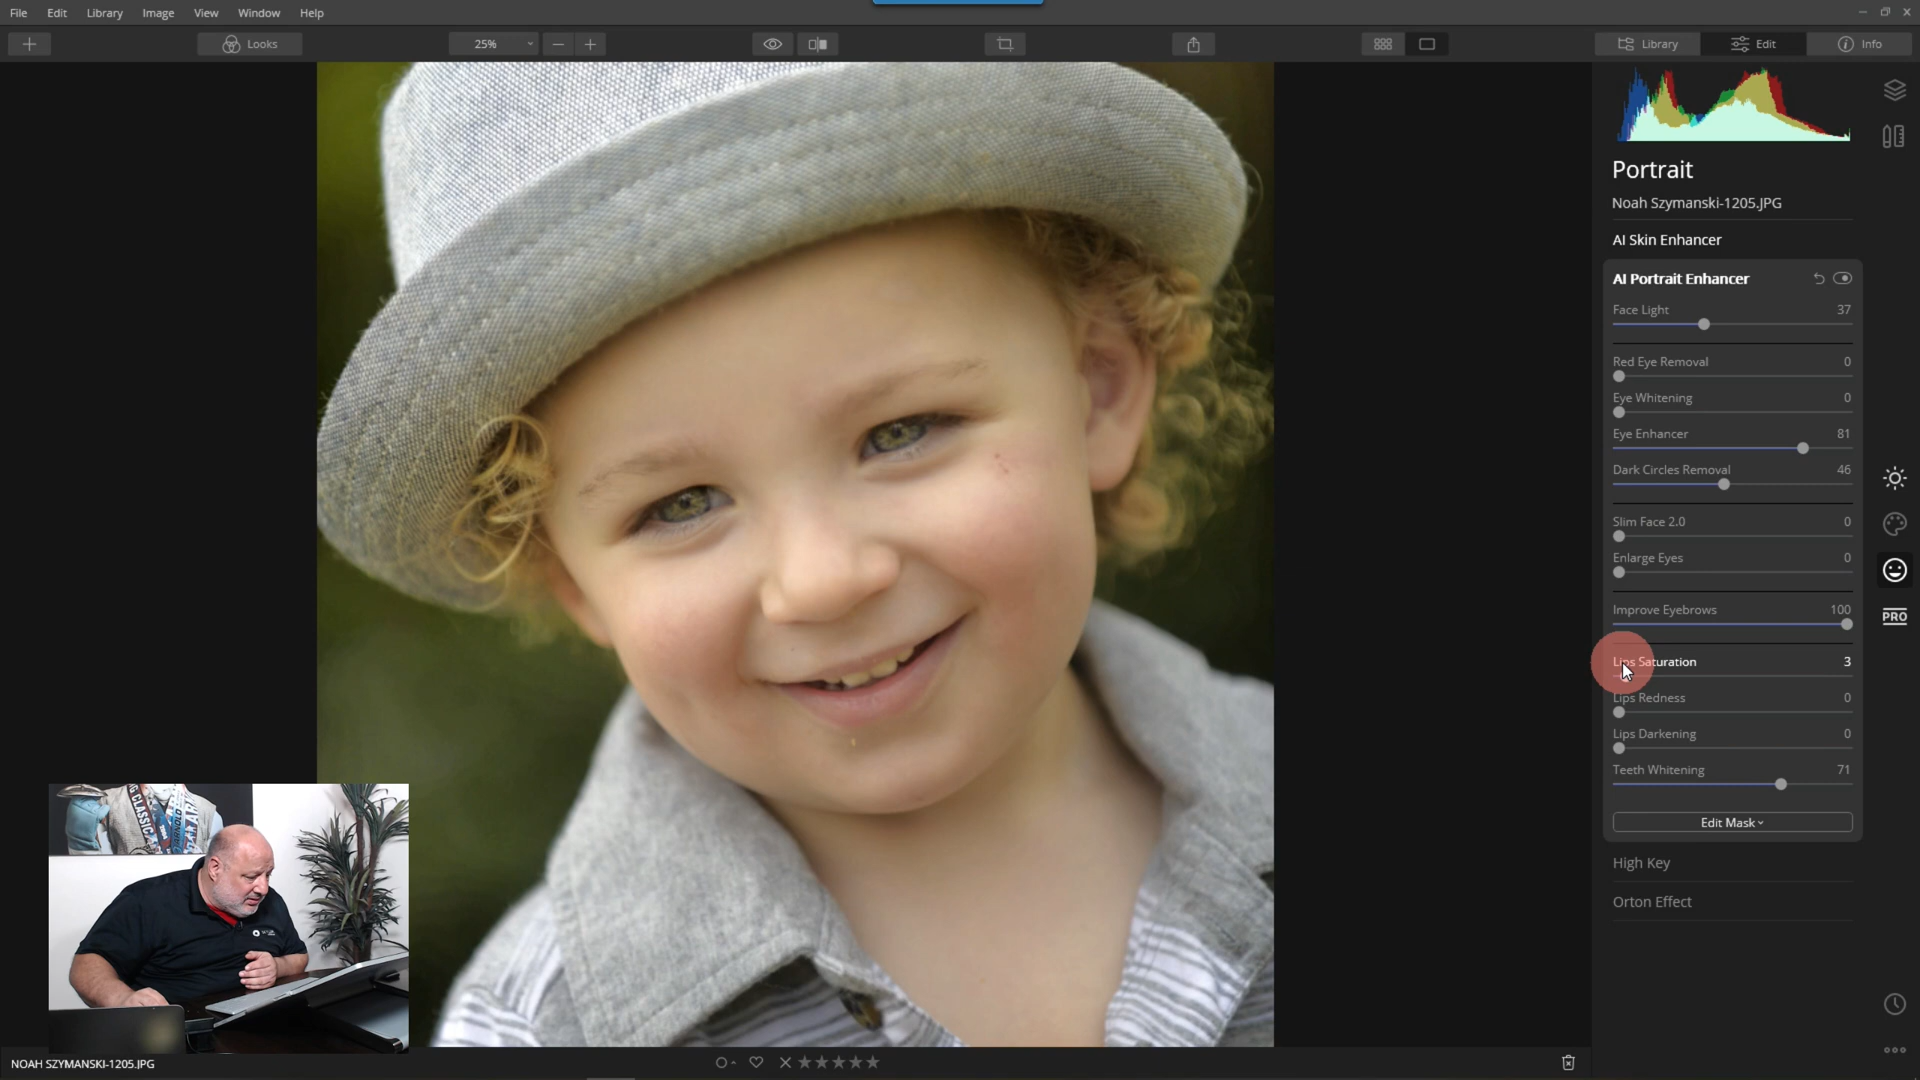 File Edit Library Image View Window Help
Looks 25% Library Edit Info
Portrait
Noah Szymanski-1205.JPG
AI Skin Enhancer
AI Portrait Enhancer
Face Light 37
Red Eye Removal 0
Eye Whitening 0
Eye Enhancer 81
Dark Circles Removal 46
Slim Face 2.0 0
Enlarge Eyes 0
PRO
Improve Eyebrows 100
Lips Saturation 3
Lips Redness 0
Lips Darkening 0
Teeth Whitening 71
Edit Mask
High Key
Orton Effect
CLASSIC
ARNOLD
NOAH SZYMANSKI-1205.JPG